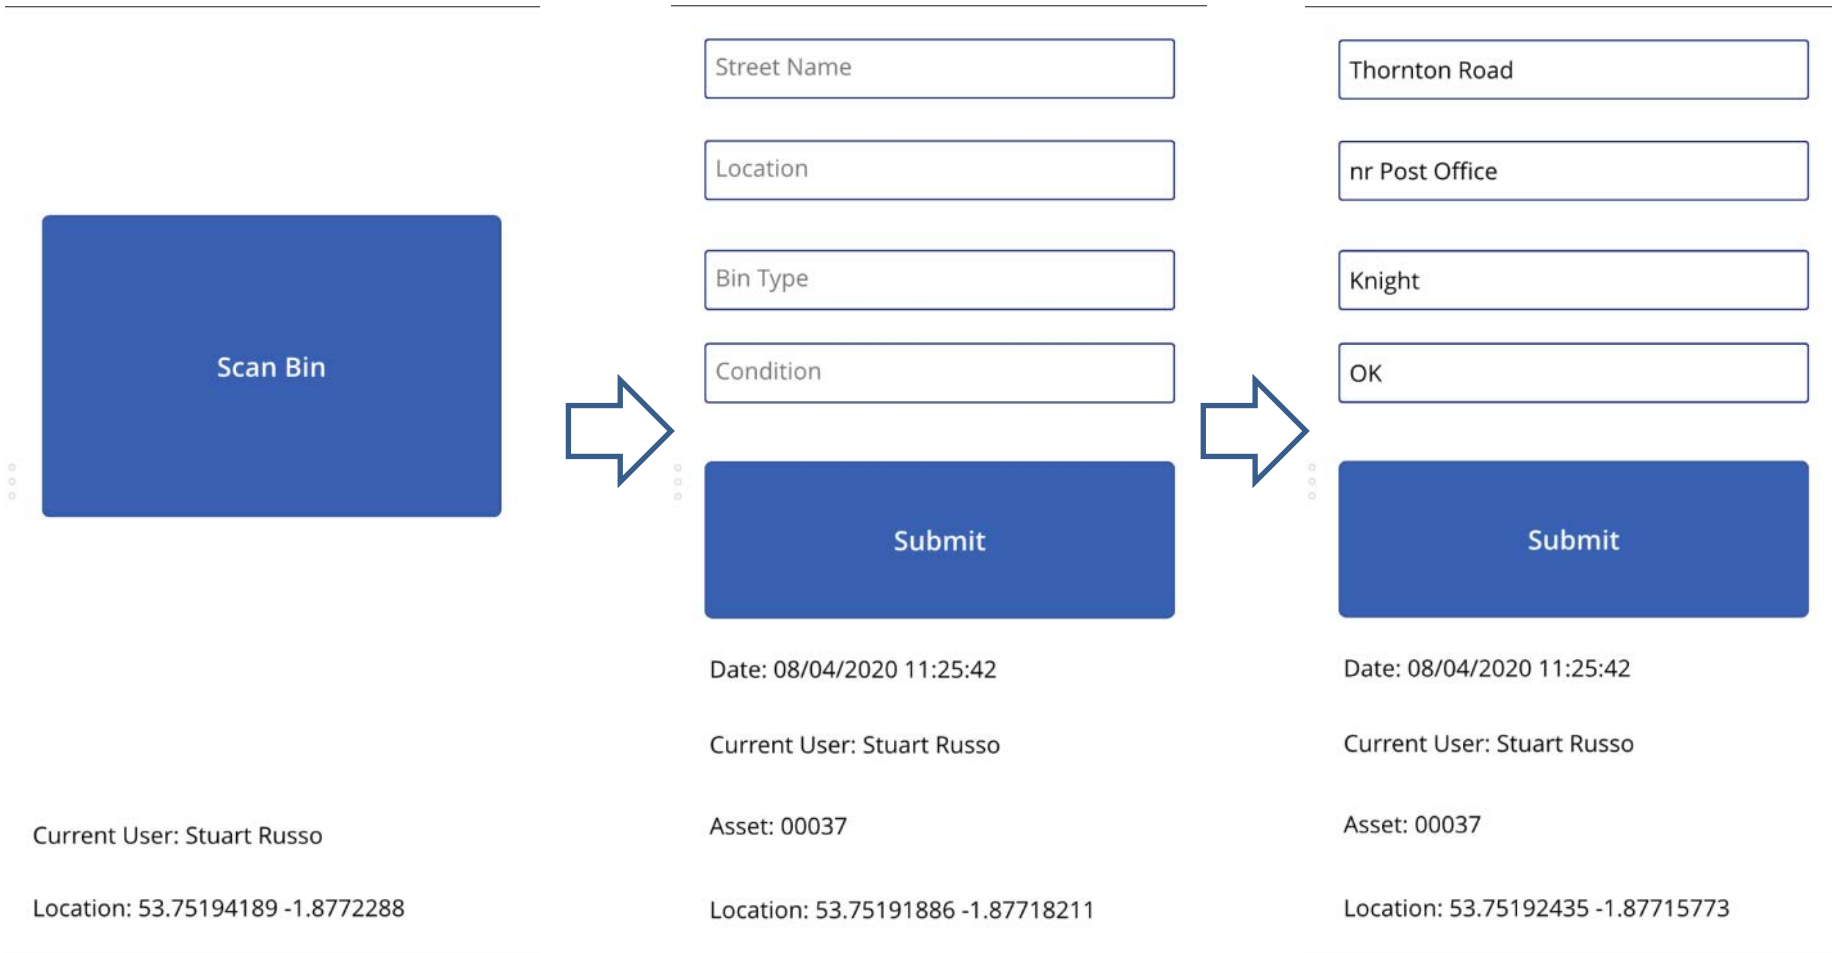 Scan Bin
Current User: Stuart Russo
Location: 53.75194189 -1.8772288
Street Name
Location
Bin Type
Condition
Submit
Date: 08/04/2020 11:25:42
Current User: Stuart Russo
Asset: 00037
Location: 53.75191886 -1.87718211
Thornton Road
nr Post Office
Knight
OK
Submit
Date: 08/04/2020 11:25:42
Current User: Stuart Russo
Asset: 00037
Location: 53.75192435 -1.87715773